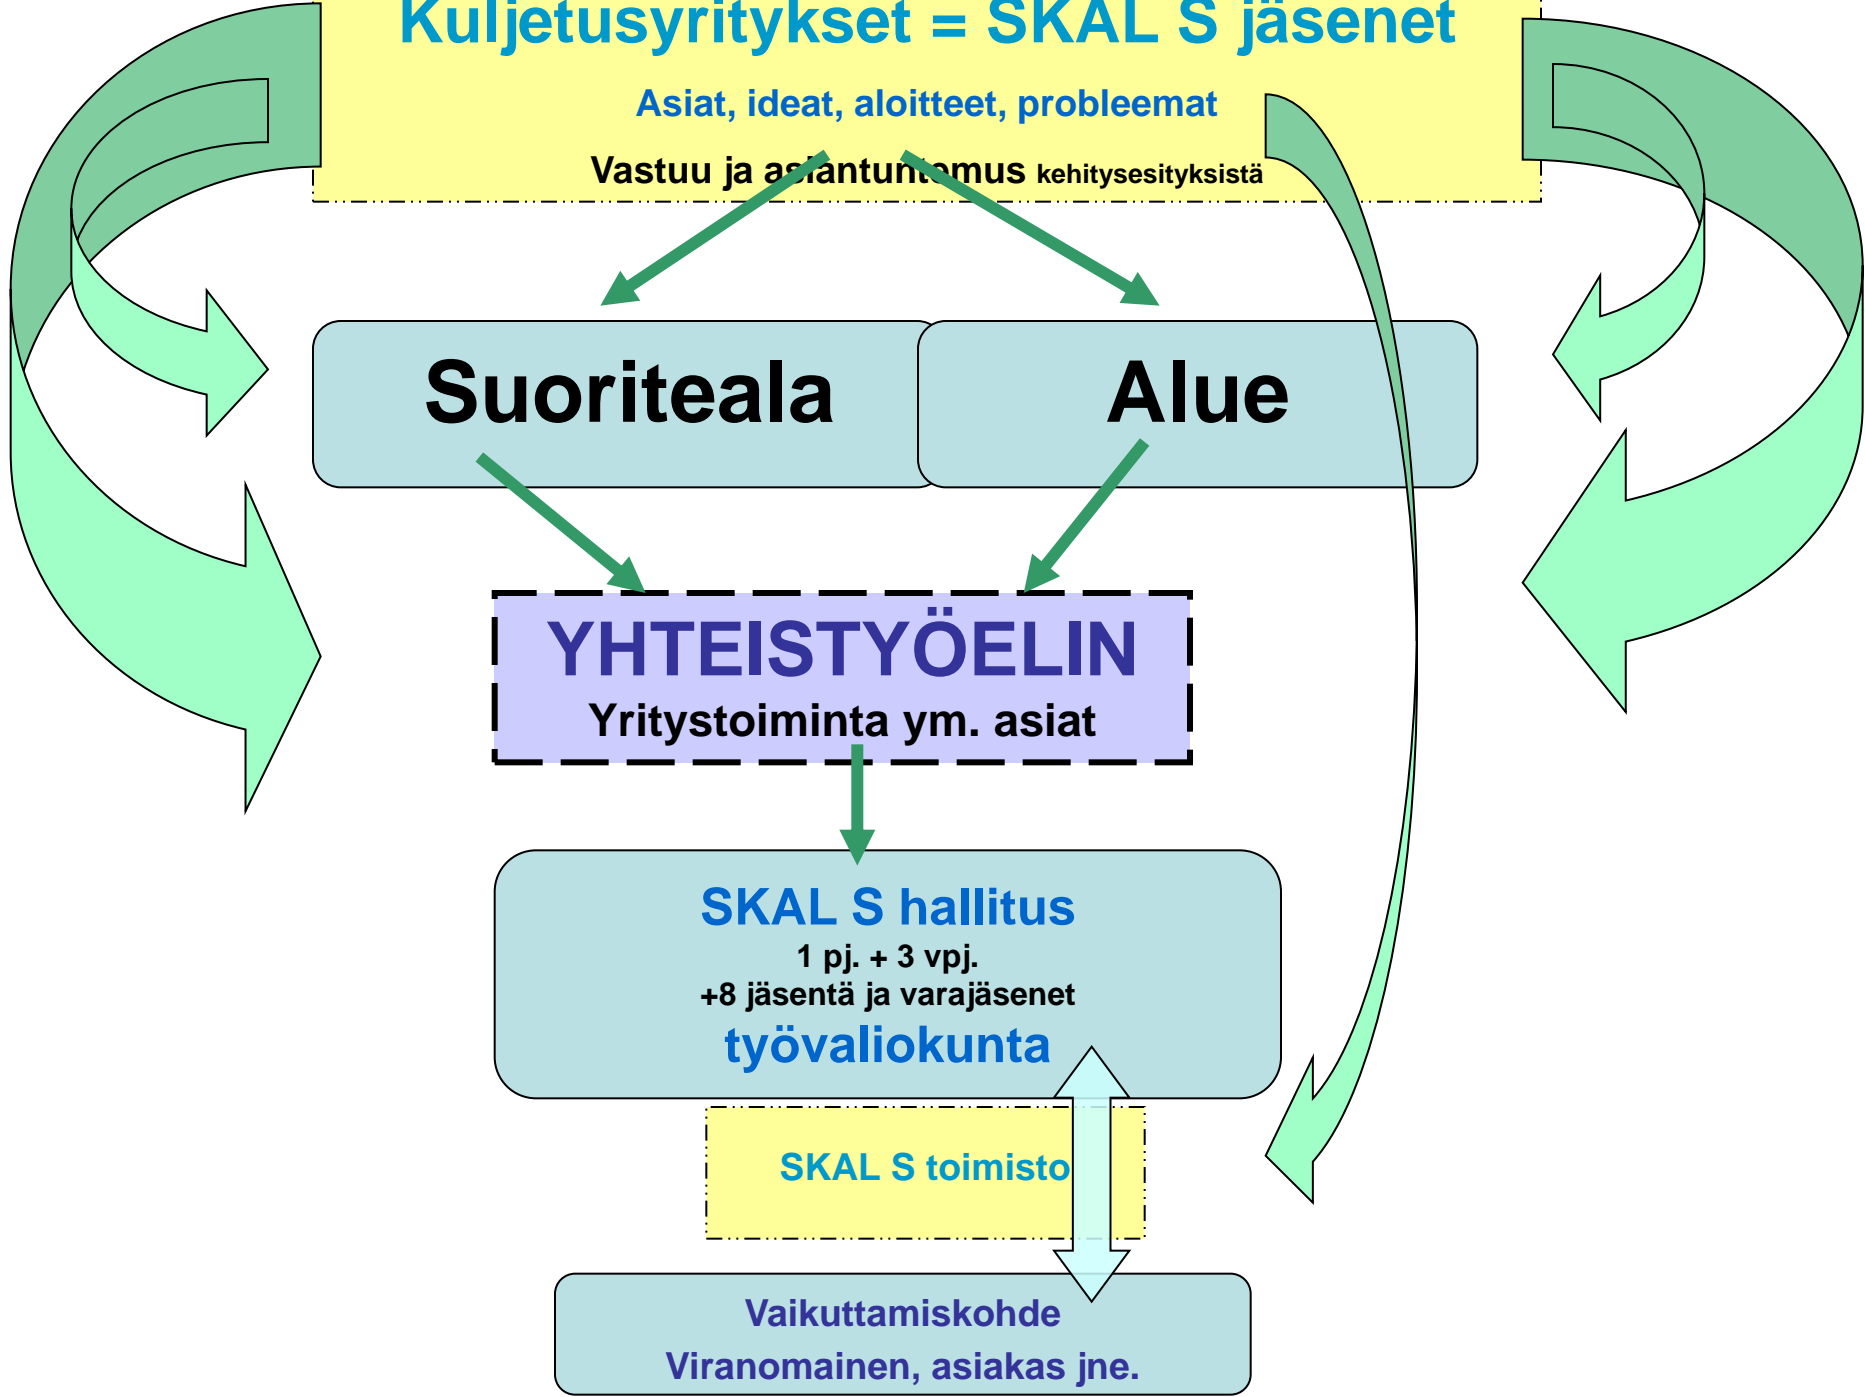 Kuljetusyritykset = SKAL S jäsenet
Asiat, ideat, aloitteet, probleemat
Vastuu ja asiantuntemus kehitysesityksistä
Suoriteala
Alue
YHTEISTYÖELIN
Yritystoiminta ym. asiat
SKAL S hallitus
1 pj. + 3 vpj.
+8 jäsentä ja varajäsenet
työvaliokunta
SKAL S toimisto
Vaikuttamiskohde
Viranomainen, asiakas jne.